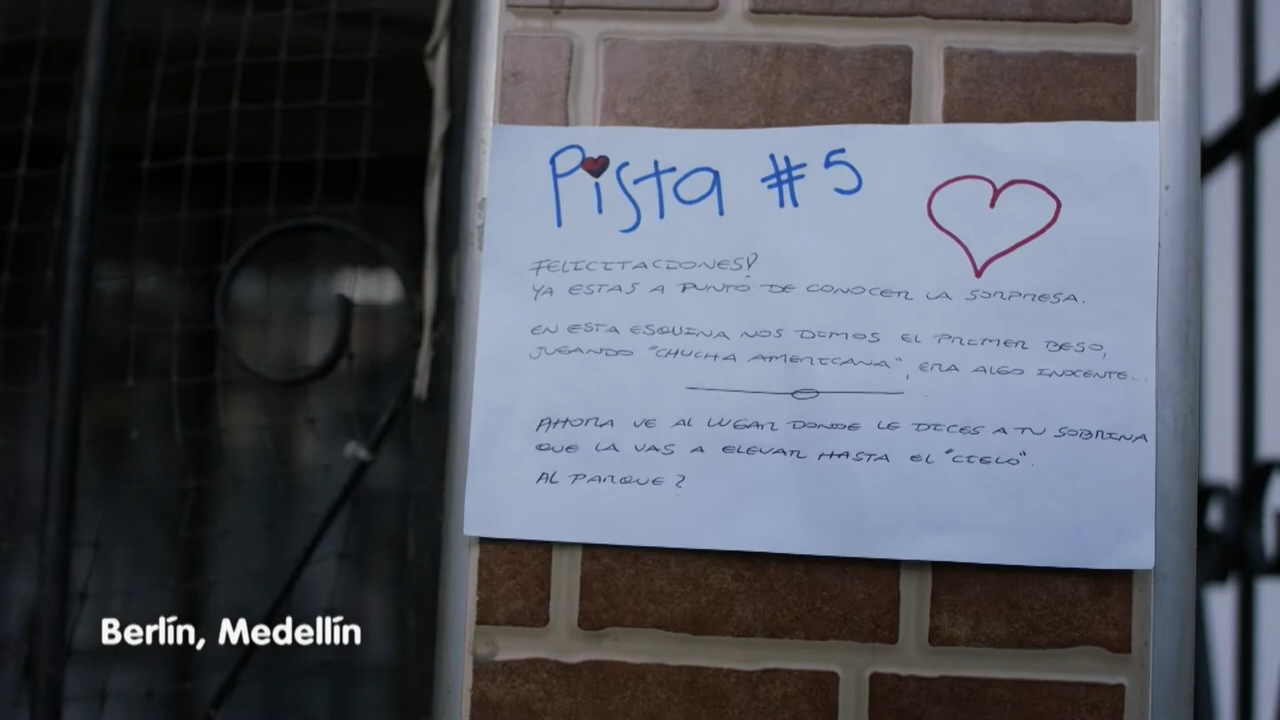 Pista #5
FELICITACIONES!
YA ESTAS A PUNTO DE CONOCER LA SORPRESA.
EN ESTA ESQUINA NOS DIMOS EL PRIMER BESO,
JUGANDO "CHUCHA AMERICANA", ERA ALGO INOCENTE...
AHORA VE AL LUGAR DONDE LE DICES A TU SOBRINA
QUE LA VAS A ELEVAR HASTA EL "CIELO".
AL PARQUE?
Berlín, Medellín